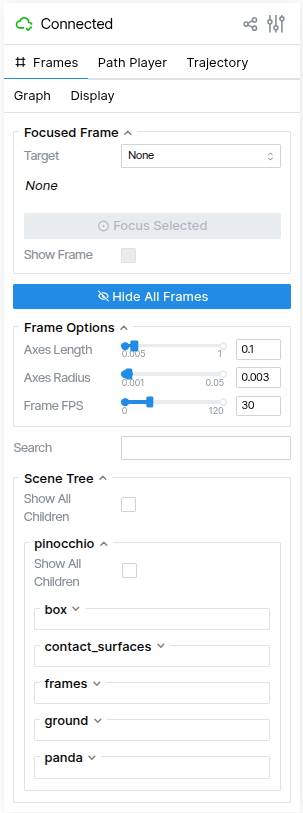 Connected
Frames Path Player Trajectory
Graph Display
Focused Frame
Target None
None
Focus Selected
Show Frame
Hide All Frames
Frame Options
Axes Length 0.005 1 0.1
Axes Radius 0.001 0.05 0.003
Frame FPS 0 120 30
Search
Scene Tree
Show All
Children
pinocchio
Show All
Children
box
contact_surfaces
frames
ground
panda